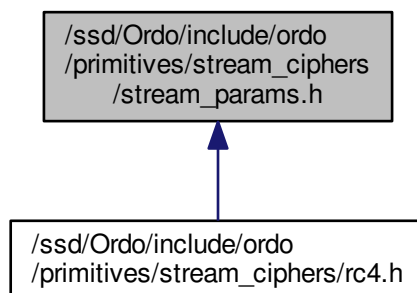 /ssd/Ordo/include/ordo
/primitives/stream_ciphers
/stream_params.h
/ssd/Ordo/include/ordo
/primitives/stream_ciphers/rc4.h